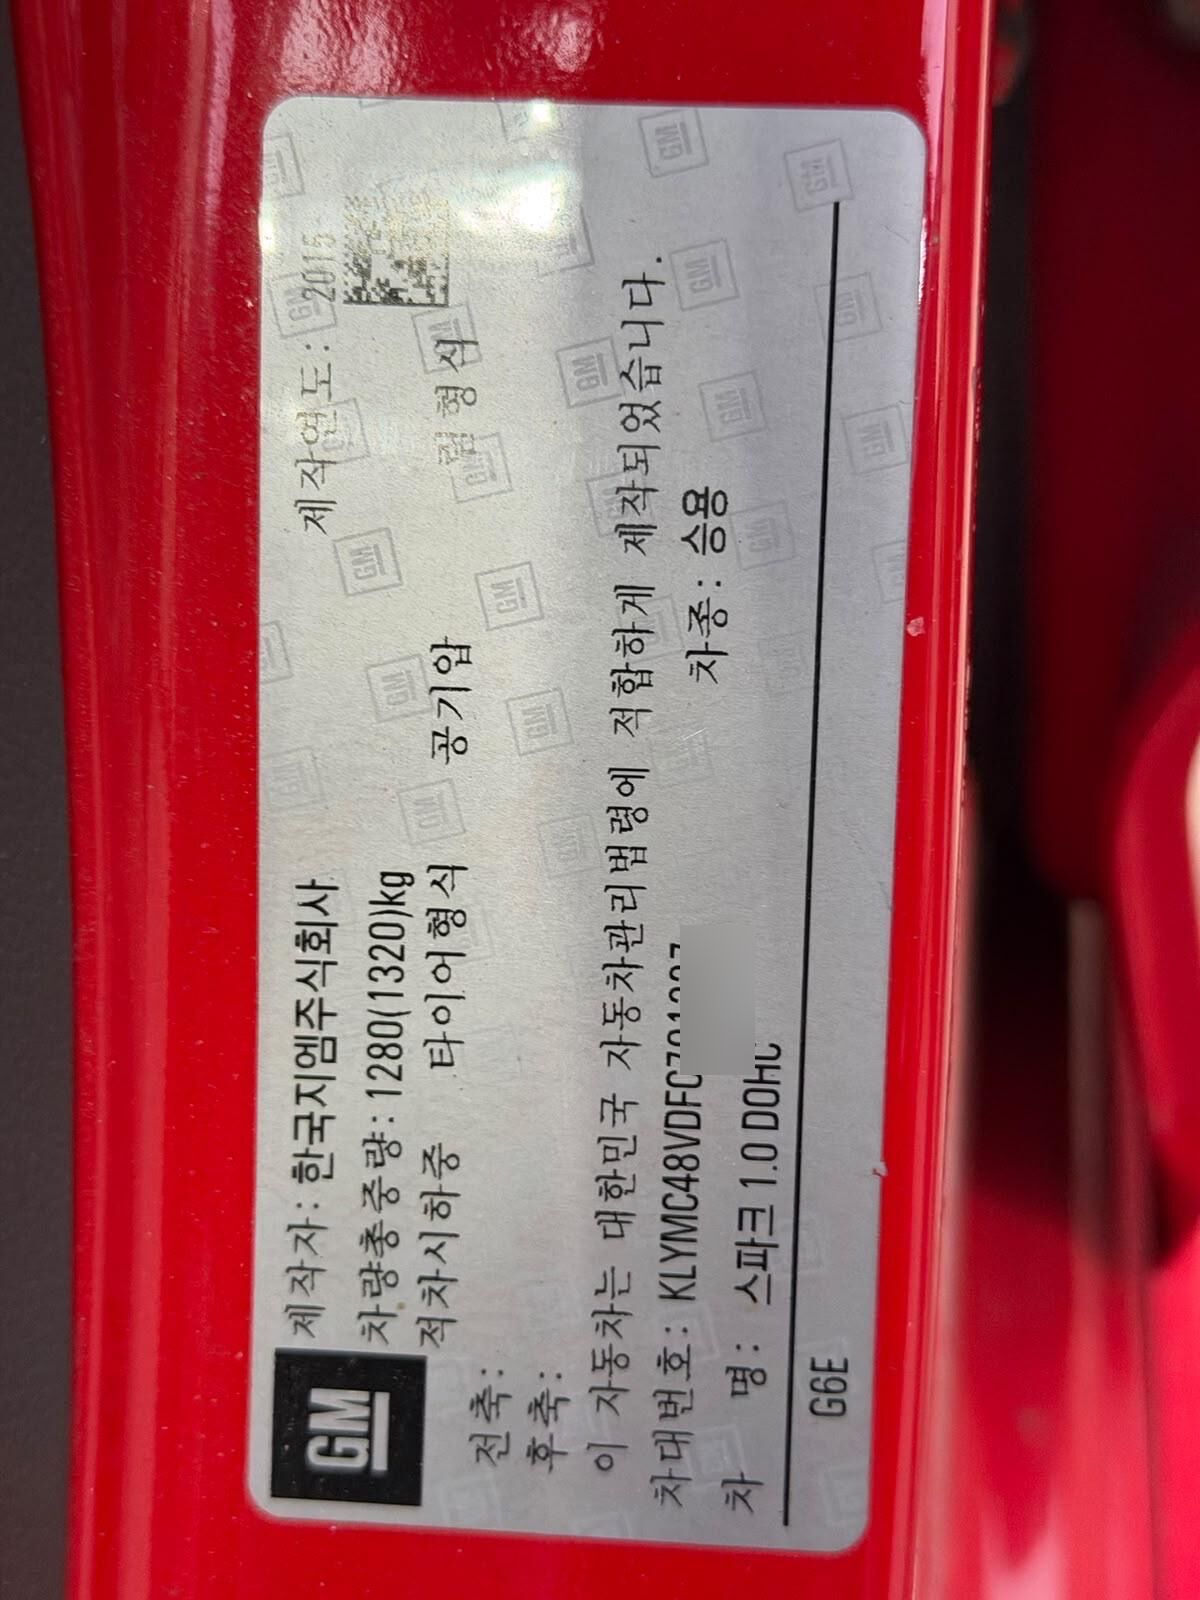 GM
제작자: 한국지엠주식회사 제작연도: 2015
차량총중량: 1280(1320)kg
적차시하중 타이어형식 공기압 림형식
전축:
후축:
이 자동차는 대한민국 자동차관리법령에 적합하게 제작되었습니다.
차대번호: KLYMC48VDFC 차종: 승용
차 명: 스파크 1.0 DOHC
G6E